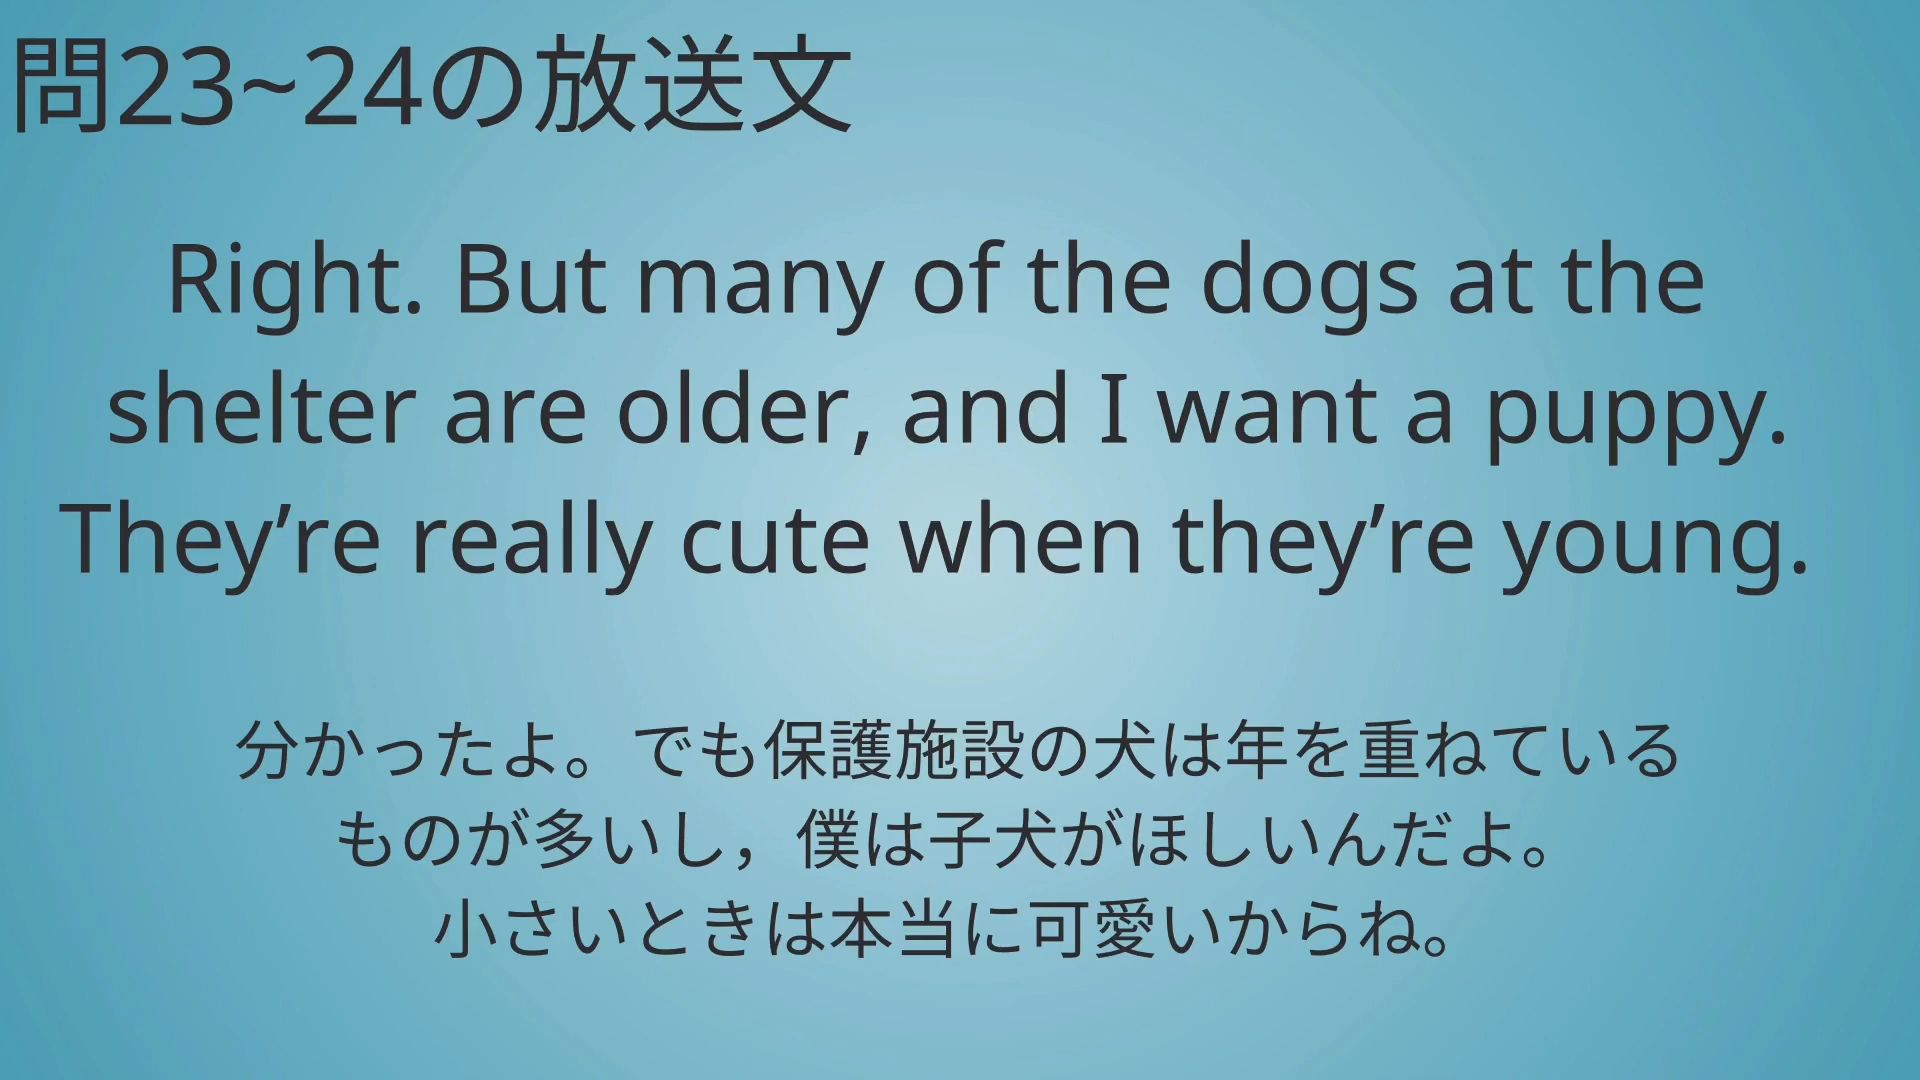 問23~24の放送文
Right. But many of the dogs at the
shelter are older, and I want a puppy.
They’re really cute when they’re young.
分かったよ。でも保護施設の犬は年を重ねている
ものが多いし，僕は子犬がほしいんだよ。
小さいときは本当に可愛いからね。